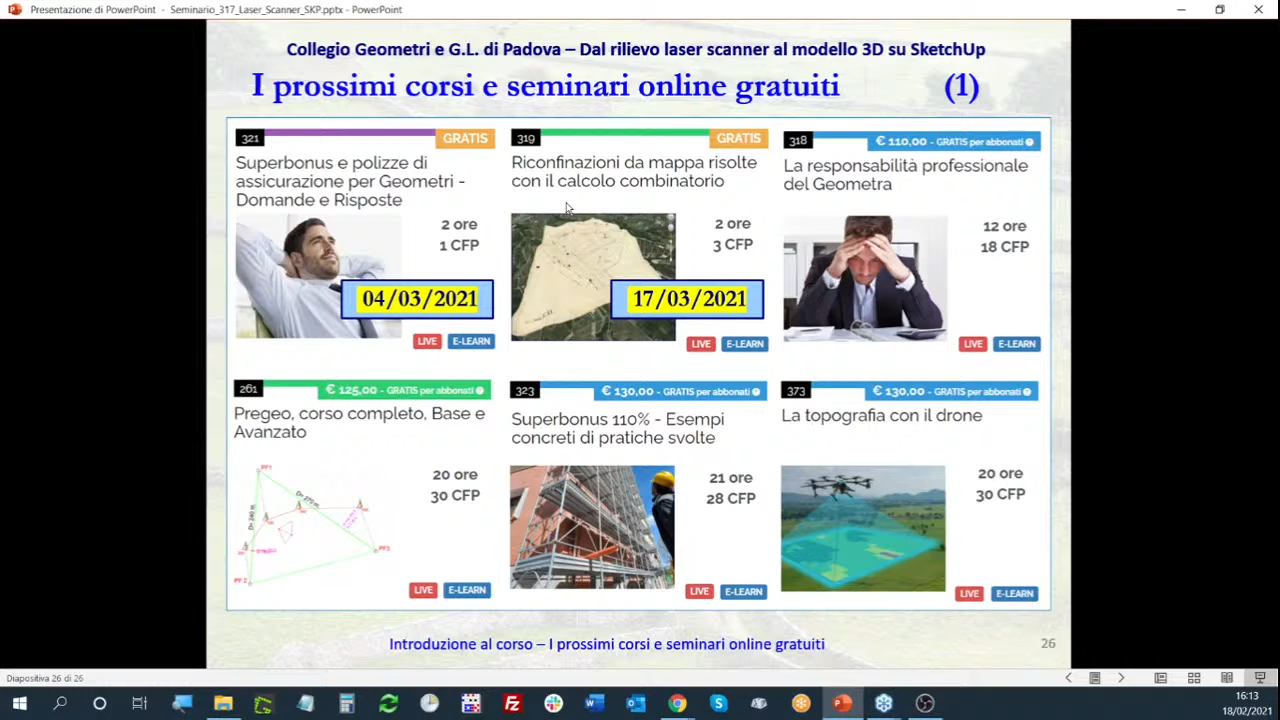 Presentazione di PowerPoint - Seminario_317_Laser_Scanner_SKP.pptx - PowerPoint
Collegio Geometri e G.L. di Padova – Dal rilievo laser scanner al modello 3D su SketchUp
I prossimi corsi e seminari online gratuiti (1)
321
GRATIS
Superbonus e polizze di
assicurazione per Geometri -
Domande e Risposte
2 ore
1 CFP
04/03/2021
LIVE
E-LEARN
319
GRATIS
Riconfinazioni da mappa risolte
con il calcolo combinatorio
2 ore
3 CFP
17/03/2021
LIVE
E-LEARN
318
€ 110,00 - GRATIS per abbonati
La responsabilità professionale
del Geometra
12 ore
18 CFP
LIVE
E-LEARN
261
€ 125,00 - GRATIS per abbonati
Pregeo, corso completo, Base e
Avanzato
20 ore
30 CFP
PF1
LIVE
E-LEARN
323
€ 130,00 - GRATIS per abbonati
Superbonus 110% - Esempi
concreti di pratiche svolte
21 ore
28 CFP
LIVE
E-LEARN
373
€ 130,00 - GRATIS per abbonati
La topografia con il drone
20 ore
30 CFP
LIVE
E-LEARN
Introduzione al corso – I prossimi corsi e seminari online gratuiti
26
Diapositiva 26 di 26
16:13
18/02/2021